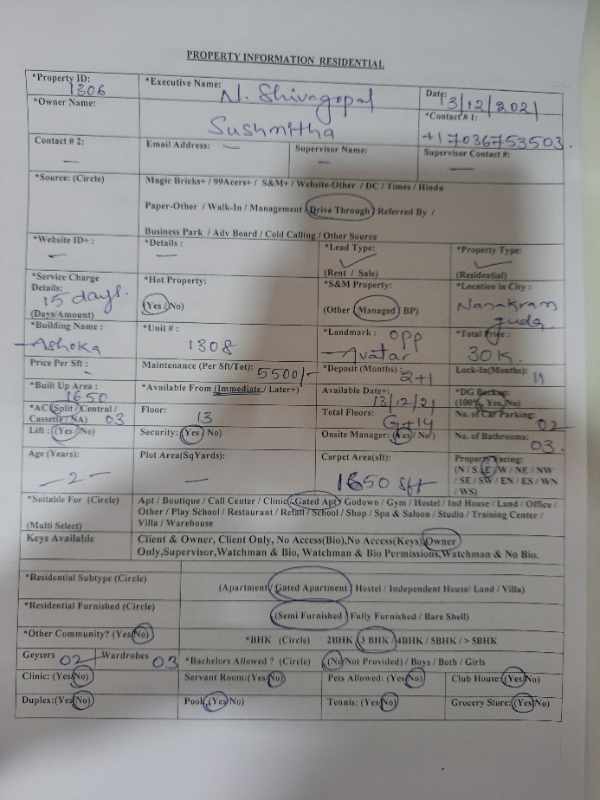 PROPERTY INFORMATION RESIDENTIAL
*Property ID: 1306 *Executive Name: N. Shivagopal Date: 13/12/2021
*Owner Name: Sushmitha *Contact # 1: +17036753503.
Contact # 2: — Email Address: — Supervisor Name: — Supervisor Contact #: —
*Source: (Circle) Magic Bricks+ / 99Acers+ / S&M+ / Website-Other / DC / Times / Hindu
Paper-Other / Walk-In / Management / Drive Through / Referred By /
Business Park / Adv Board / Cold Calling / Other Source
*Website ID+ : — *Details : — *Lead Type: (Rent / Sale) *Property Type: (Residential)
*Service Charge Details: 15 days. (Days/Amount) *Hot Property: (Yes / No) *S&M Property: (Other / Managed / BP) *Location in City : Nanakram guda
*Building Name : Ashoka *Unit # : 1308 *Landmark : opp Avatar *Total Price : 30K.
Price Per Sft : Maintenance (Per Sft/Tot): 5500/- *Deposit (Months) : 2+1 Lock-In(Months):
*Built Up Area : 1650 *Available From (Immediate / Later+) Available Date+: 13/12/21 *DG Backup: (100% Yes/No)
*AC(Split / Central / Cassette / NA) 03 Floor: 13 Total Floors: G+14 No. of Car Parking: 02
Lift : (Yes / No) Security: (Yes / No) Onsite Manager: (Yes / No) No. of Bathrooms: 03.
Age (Years): -2- Plot Area(SqYards): — Carpet Area(sft): 1650 sft Property Facing: (N / S / E / W / NE / NW / SE / SW / EN / ES / WN / WS)
*Suitable For (Circle) (Multi Select) Apt / Boutique / Call Center / Clinic / Gated Apt / Godown / Gym / Hostel / Ind House / Land / Office /
Other / Play School / Restaurant / Retail / School / Shop / Spa & Saloon / Studio / Training Center /
Villa / Warehouse
Keys Available Client & Owner, Client Only, No Access(Bio),No Access(Keys),Owner
Only,Supervisor,Watchman & Bio, Watchman & Bio Permissions,Watchman & No Bio.
*Residential Subtype (Circle) (Apartment / Gated Apartment / Hostel / Independent House/ Land / Villa)
*Residential Furnished (Circle) (Semi Furnished / Fully Furnished / Bare Shell)
*Other Community? (Yes/No) *BHK (Circle) 2BHK / 3 BHK / 4BHK / 5BHK / > 5BHK
Geysers 02 Wardrobes 03 *Bachelors Allowed ? (Circle) (No/Not Provided) / Boys / Both / Girls
Clinic: (Yes/No) Servant Room:(Yes/No) Pets Allowed: (Yes/No) Club House: (Yes/No)
Duplex:(Yes/No) Pool: (Yes/No) Tennis: (Yes/No) Grocery Store: (Yes/No)